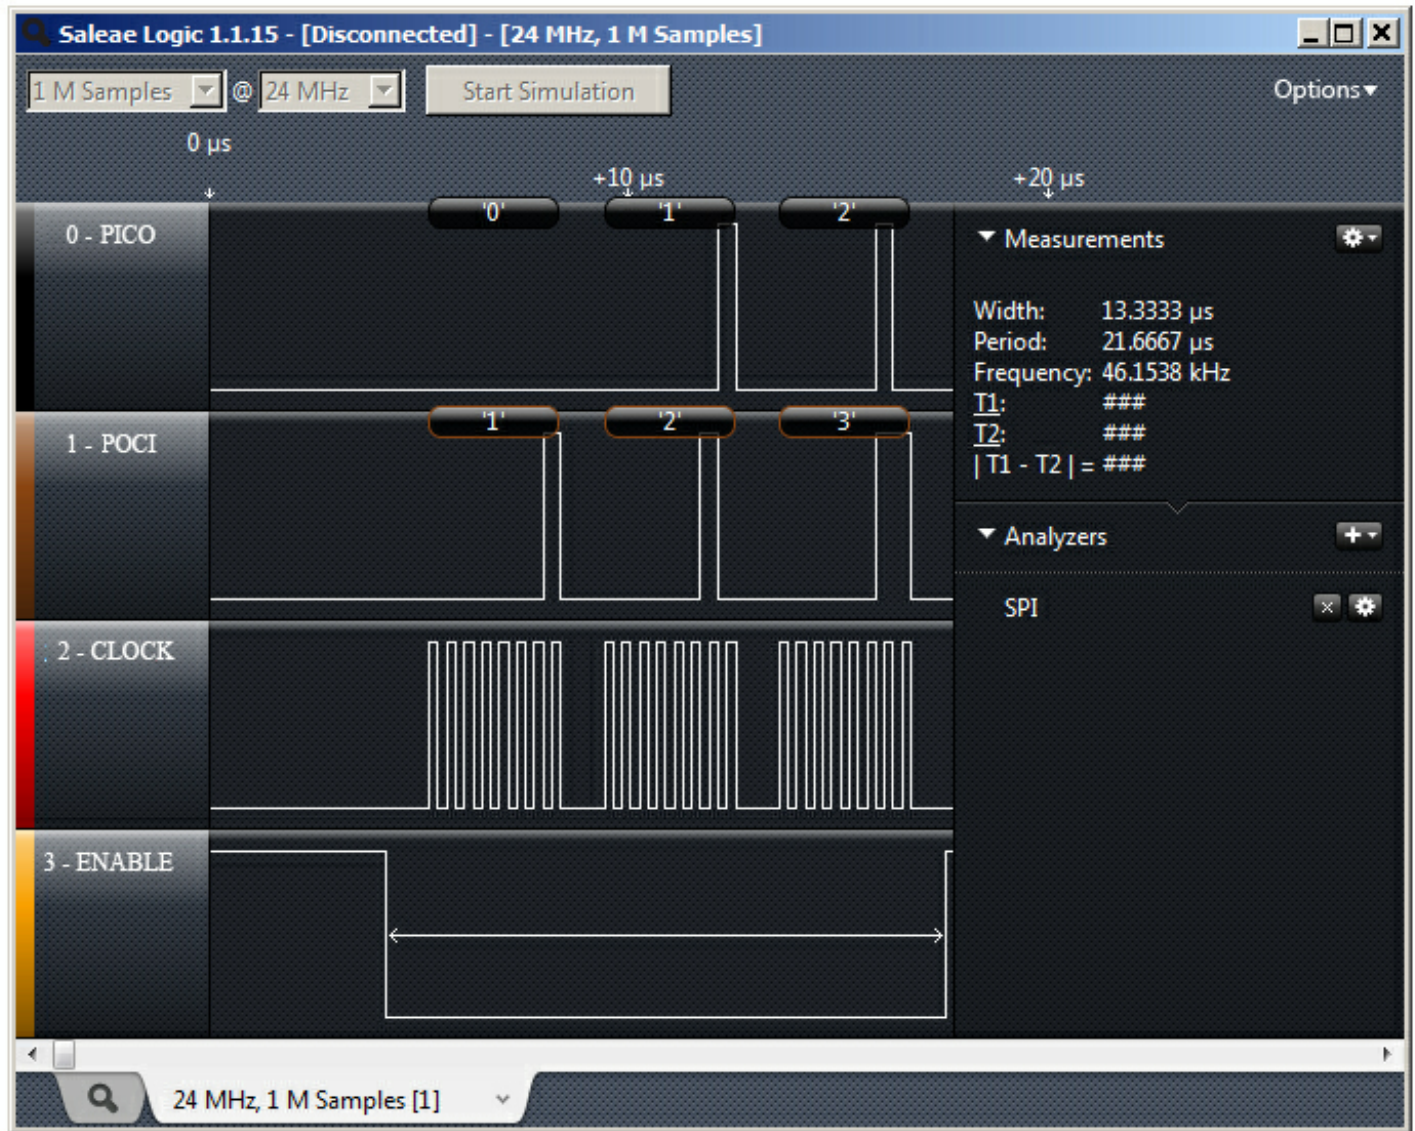 Saleae Logic 1.1.15 - [Disconnected] - [24 MHz, 1 M Samples]
1 M Samples @ 24 MHz Start Simulation Options
0 µs
+10 µs +20 µs
0 - PICO '0' '1' '2'
Measurements
Width: 13.3333 µs
Period: 21.6667 µs
Frequency: 46.1538 kHz
T1: ###
T2: ###
| T1 - T2 | = ###
1 - POCI '1' '2' '3'
Analyzers
SPI
2 - CLOCK
3 - ENABLE
24 MHz, 1 M Samples [1]